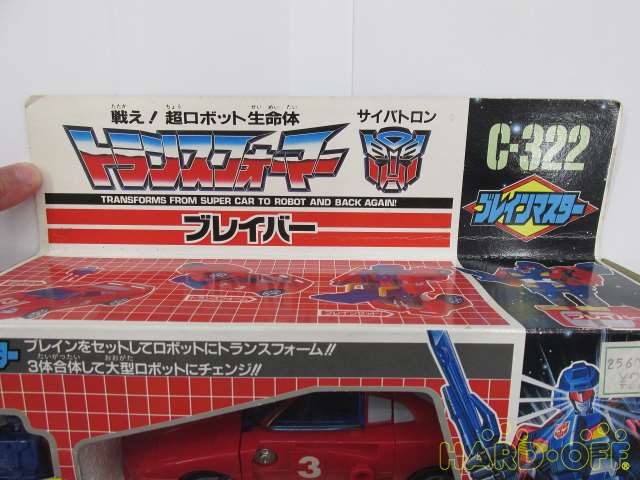 戦え! 超ロボット生命体
たたか ちょう せいめいたい
サイバトロン
トランスフォーマー
TRANSFORMS FROM SUPER CAR TO ROBOT AND BACK AGAIN!
ブレイバー
C-322
ブレインマスター
ブレインをセットしてロボットにトランスフォーム!!
たいがったい おおがた
3体合体して大型ロボットにチェンジ!!
スター
3
HARD-OFF